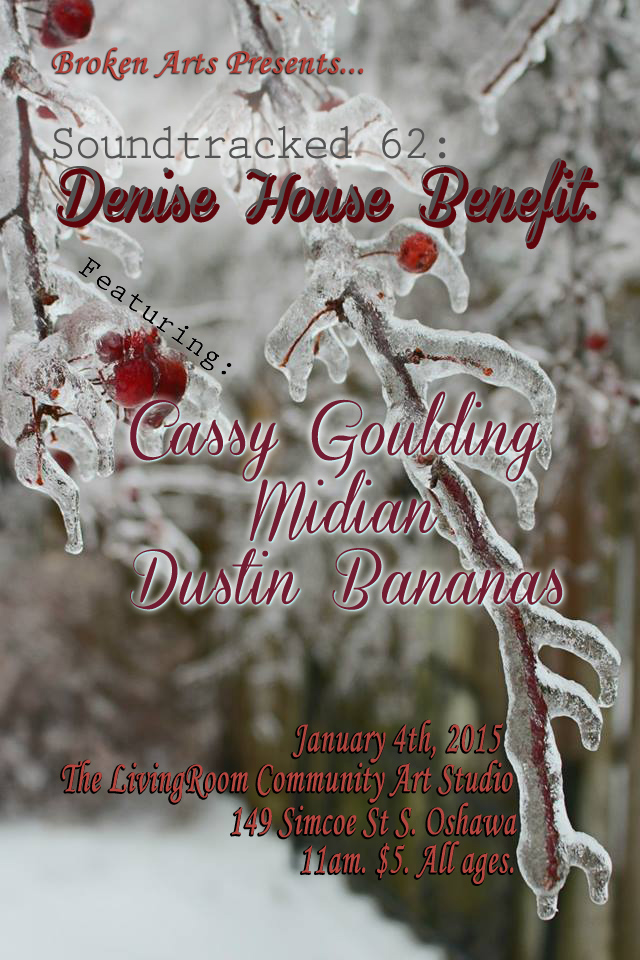 Broken Arts Presents...
Soundtracked 62:
Denise House Benefit.
Featuring:
Cassy Goulding
Midian
Dustin Bananas
January 4th, 2015
The LivingRoom Community Art Studio
149 Simcoe St S. Oshawa
11am. $5. All ages.